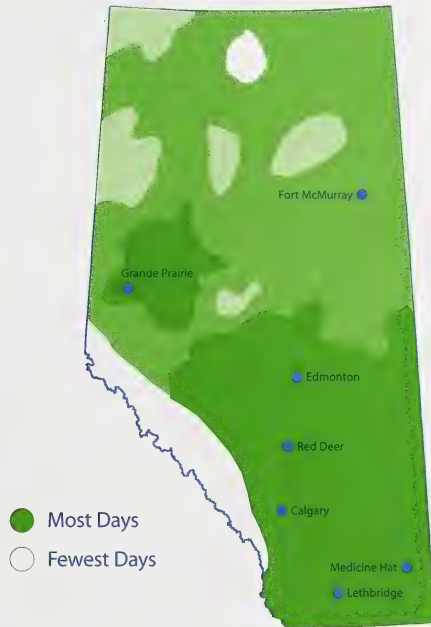 Fort McMurray
Grande Prairie
Edmonton
Red Deer
Calgary
Most Days
Fewest Days
Medicine Hat
Lethbridge